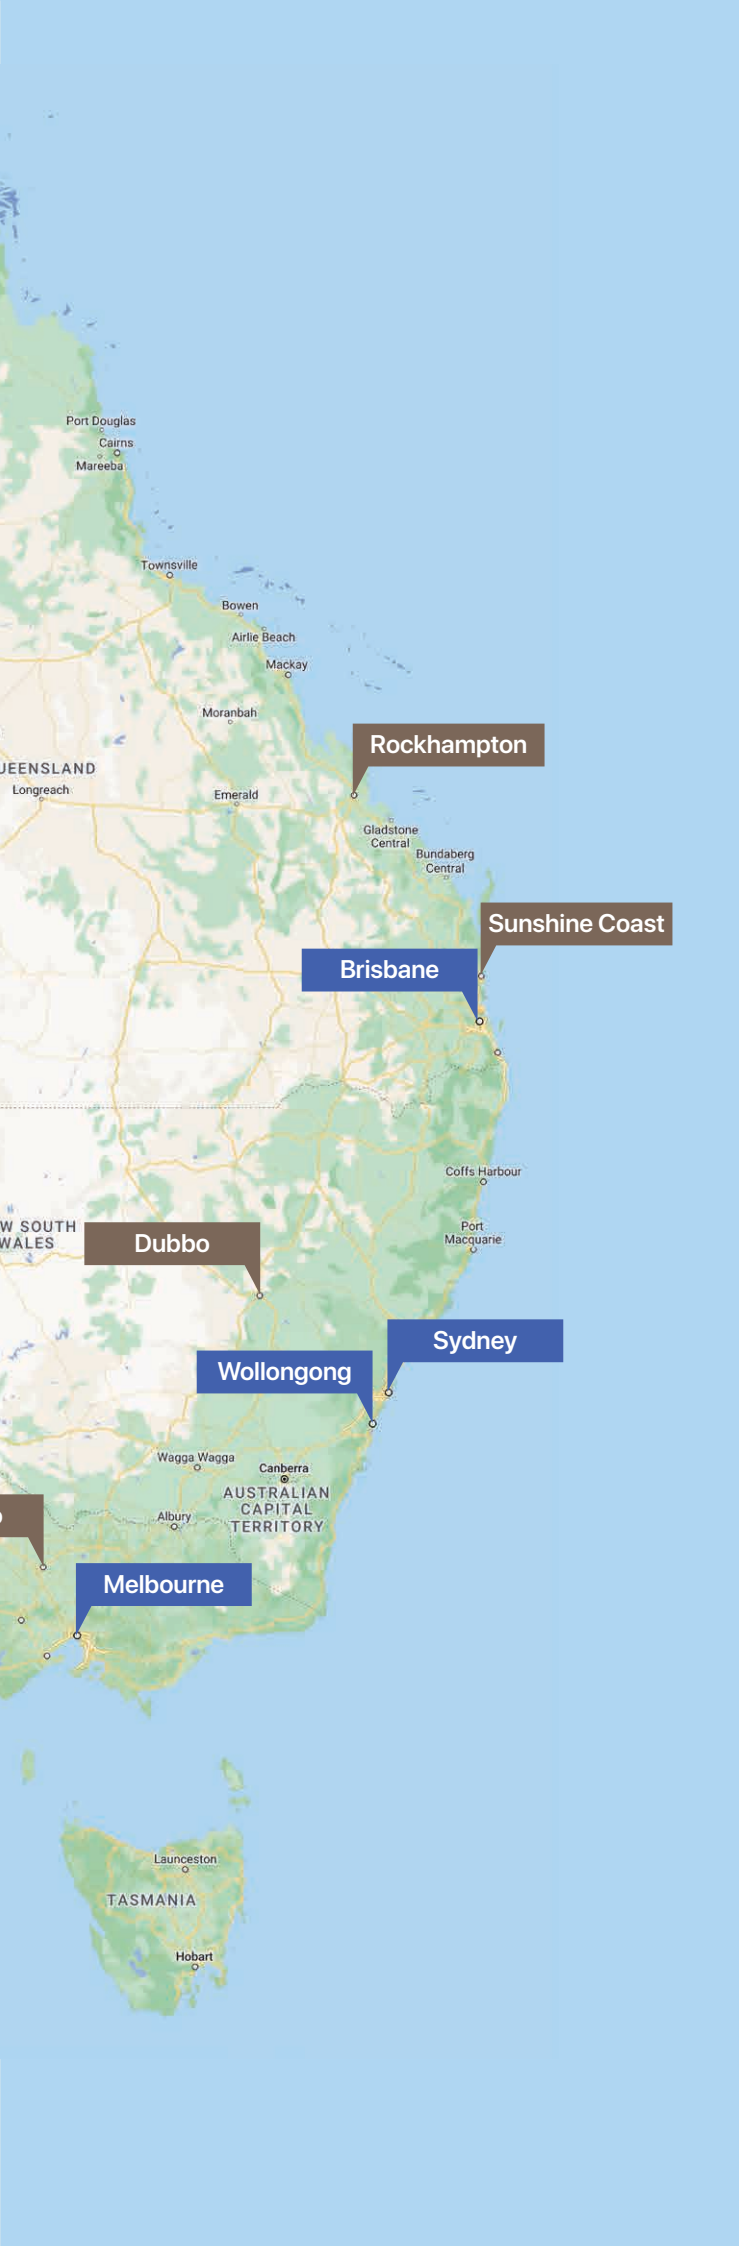 Port Douglas
Cairns
Mareeba
Townsville
Bowen
Airlie Beach
Mackay
Moranbah
Rockhampton
UEENSLAND
Longreach
Emerald
Gladstone
Central
Bundaberg
Central
Sunshine Coast
Brisbane
Coffs Harbour
W SOUTH
WALES
Port
Macquarie
Dubbo
Sydney
Wollongong
Wagga Wagga
Canberra
AUSTRALIAN
CAPITAL
TERRITORY
Albury
Melbourne
Launceston
TASMANIA
Hobart